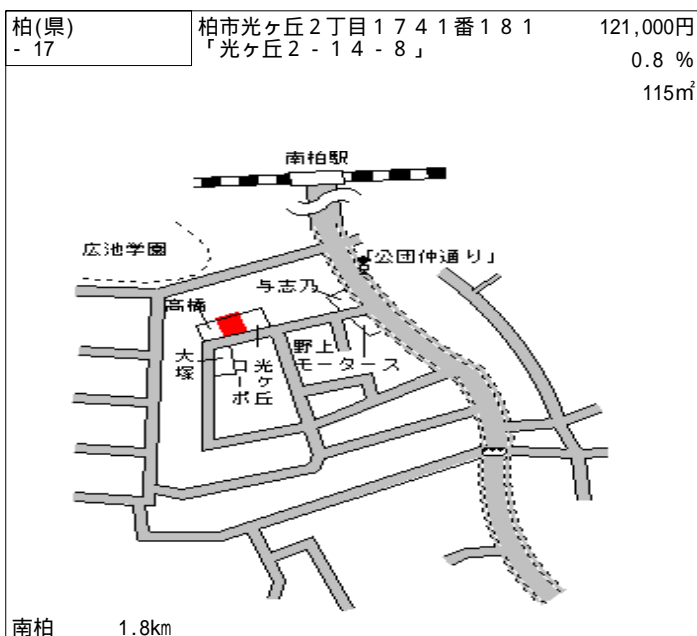 柏(県)
- 17
柏市光ヶ丘2丁目1741番181
「光ヶ丘2-14-8」
121,000円
0.8 %
115㎡
南柏駅
広池学園
「公団仲通り」
与志乃
高橋
大塚
コーポ
光ヶ丘
野上
モータース
南柏 1.8km